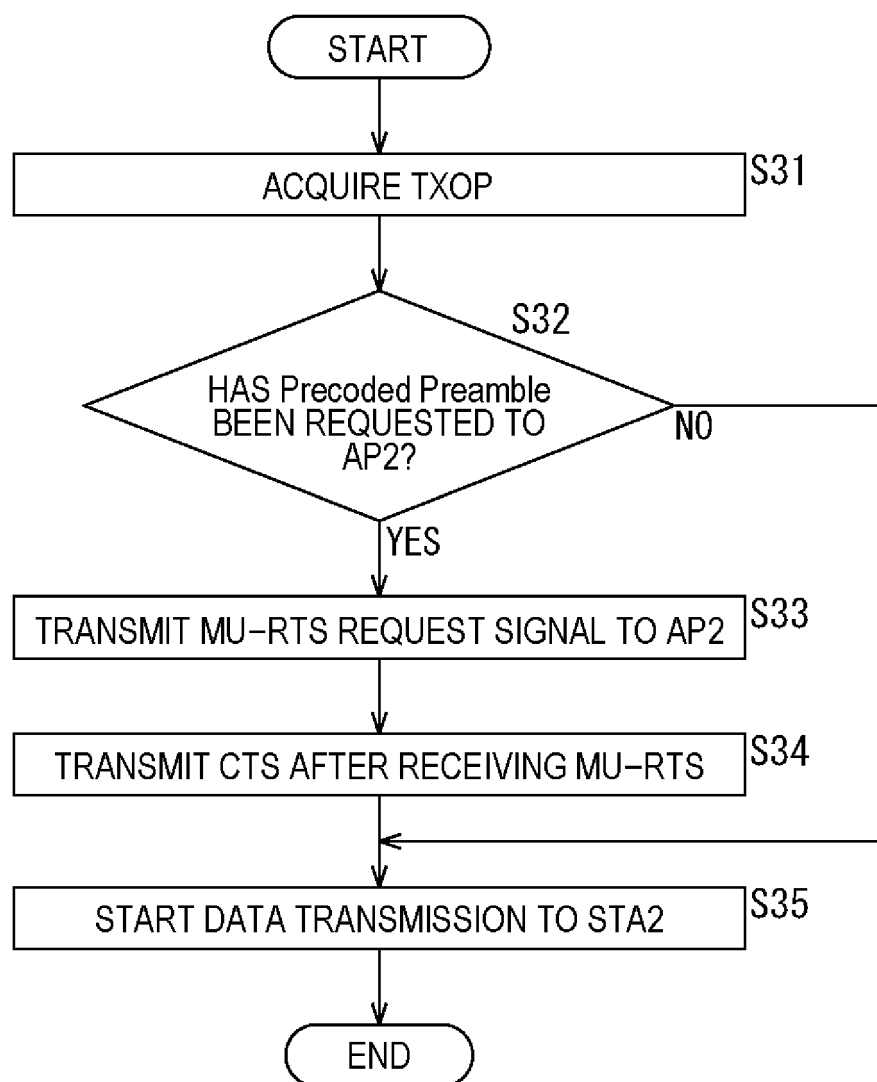 START
S31
ACQUIRE TXOP
S32
HAS Precoded Preamble
BEEN REQUESTED TO
AP2?
NO
YES
S33
TRANSMIT MU-RTS REQUEST SIGNAL TO AP2
S34
TRANSMIT CTS AFTER RECEIVING MU-RTS
S35
START DATA TRANSMISSION TO STA2
END